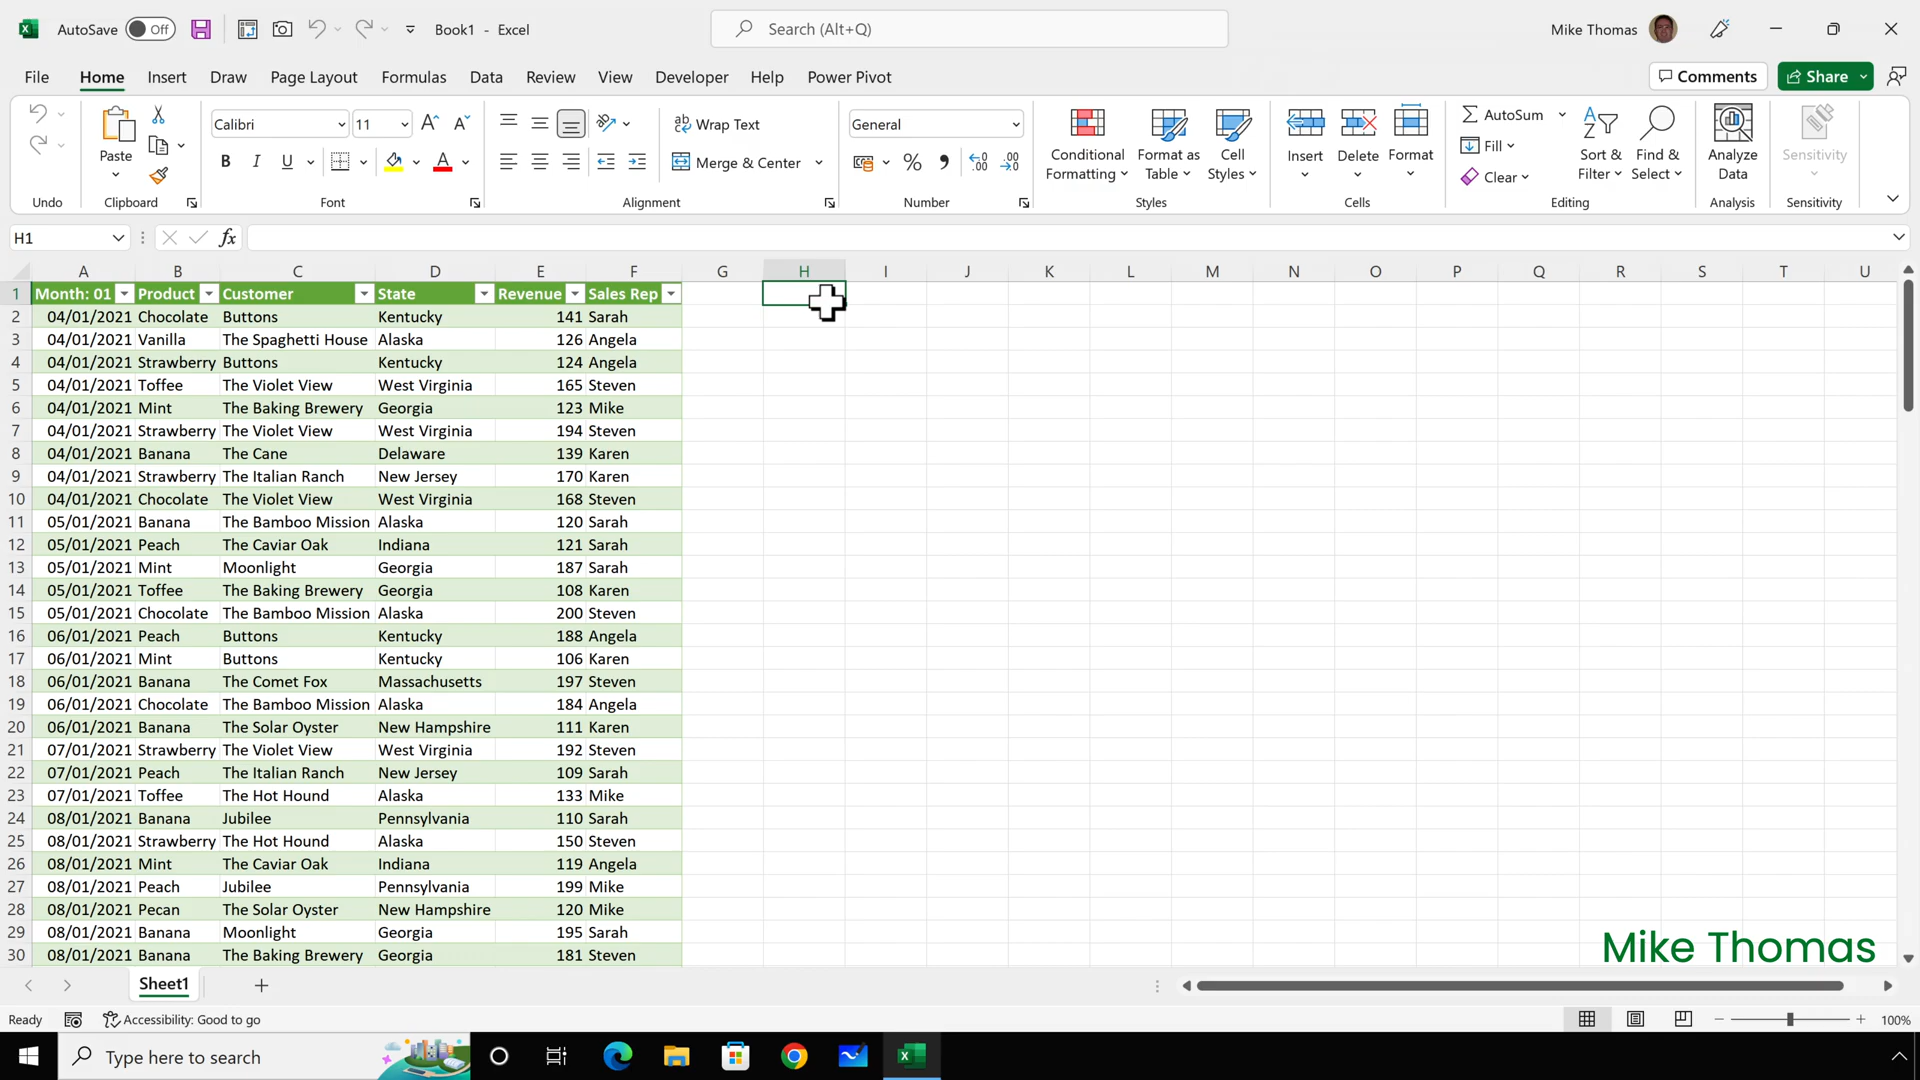 AutoSave Off Book1 - Excel Search (Alt+Q) Mike Thomas
File Home Insert Draw Page Layout Formulas Data Review View Developer Help Power Pivot Comments Share
Calibri 11 Wrap Text General AutoSum
Paste B I U Merge & Center Conditional Formatting Format as Table Cell Styles Insert Delete Format Fill Clear Sort & Filter Find & Select Analyze Data Sensitivity
Undo Clipboard Font Alignment Number Styles Cells Editing Analysis Sensitivity
H1 fx
A B C D E F G H I J K L M N O P Q R S T U
1 Month: 01 Product Customer State Revenue Sales Rep
2 04/01/2021 Chocolate Buttons Kentucky 141 Sarah
3 04/01/2021 Vanilla The Spaghetti House Alaska 126 Angela
4 04/01/2021 Strawberry Buttons Kentucky 124 Angela
5 04/01/2021 Toffee The Violet View West Virginia 165 Steven
6 04/01/2021 Mint The Baking Brewery Georgia 123 Mike
7 04/01/2021 Strawberry The Violet View West Virginia 194 Steven
8 04/01/2021 Banana The Cane Delaware 139 Karen
9 04/01/2021 Strawberry The Italian Ranch New Jersey 170 Karen
10 04/01/2021 Chocolate The Violet View West Virginia 168 Steven
11 05/01/2021 Banana The Bamboo Mission Alaska 120 Sarah
12 05/01/2021 Peach The Caviar Oak Indiana 121 Sarah
13 05/01/2021 Mint Moonlight Georgia 187 Sarah
14 05/01/2021 Toffee The Baking Brewery Georgia 108 Karen
15 05/01/2021 Chocolate The Bamboo Mission Alaska 200 Steven
16 06/01/2021 Peach Buttons Kentucky 188 Angela
17 06/01/2021 Mint Buttons Kentucky 106 Karen
18 06/01/2021 Banana The Comet Fox Massachusetts 197 Steven
19 06/01/2021 Chocolate The Bamboo Mission Alaska 184 Angela
20 06/01/2021 Banana The Solar Oyster New Hampshire 111 Karen
21 07/01/2021 Strawberry The Violet View West Virginia 192 Steven
22 07/01/2021 Peach The Italian Ranch New Jersey 109 Sarah
23 07/01/2021 Toffee The Hot Hound Alaska 133 Mike
24 08/01/2021 Banana Jubilee Pennsylvania 110 Sarah
25 08/01/2021 Strawberry The Hot Hound Alaska 150 Steven
26 08/01/2021 Mint The Caviar Oak Indiana 119 Angela
27 08/01/2021 Peach Jubilee Pennsylvania 199 Mike
28 08/01/2021 Pecan The Solar Oyster New Hampshire 120 Mike
29 08/01/2021 Banana Moonlight Georgia 195 Sarah
30 08/01/2021 Banana The Baking Brewery Georgia 181 Steven
Mike Thomas
Sheet1
Ready Accessibility: Good to go 100%
Type here to search